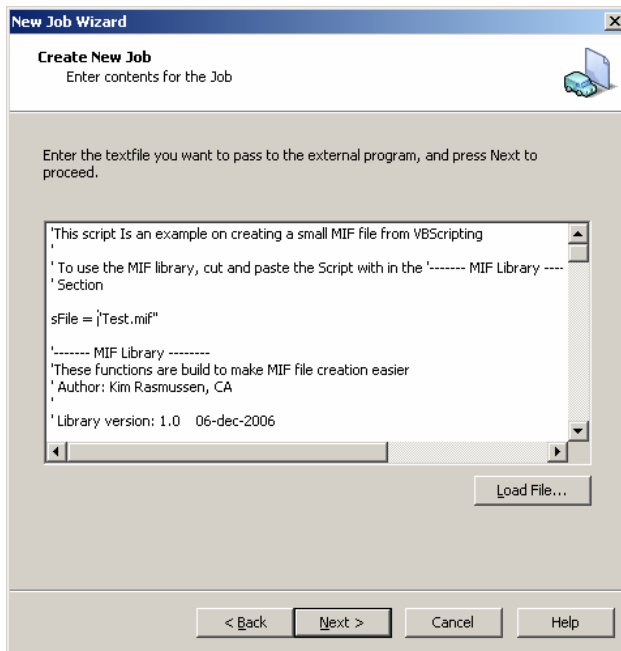 New Job Wizard
Create New Job
Enter contents for the Job
Enter the textfile you want to pass to the external program, and press Next to
proceed.
'This script Is an example on creating a small MIF file from VBScripting
'
' To use the MIF library, cut and paste the Script with in the '------- MIF Library ----
' Section
sFile = "Test.mif"
'------- MIF Library --------
'These functions are build to make MIF file creation easier
' Author: Kim Rasmussen, CA
'
' Library version: 1.0 06-dec-2006
Load File...
< Back
Next >
Cancel
Help